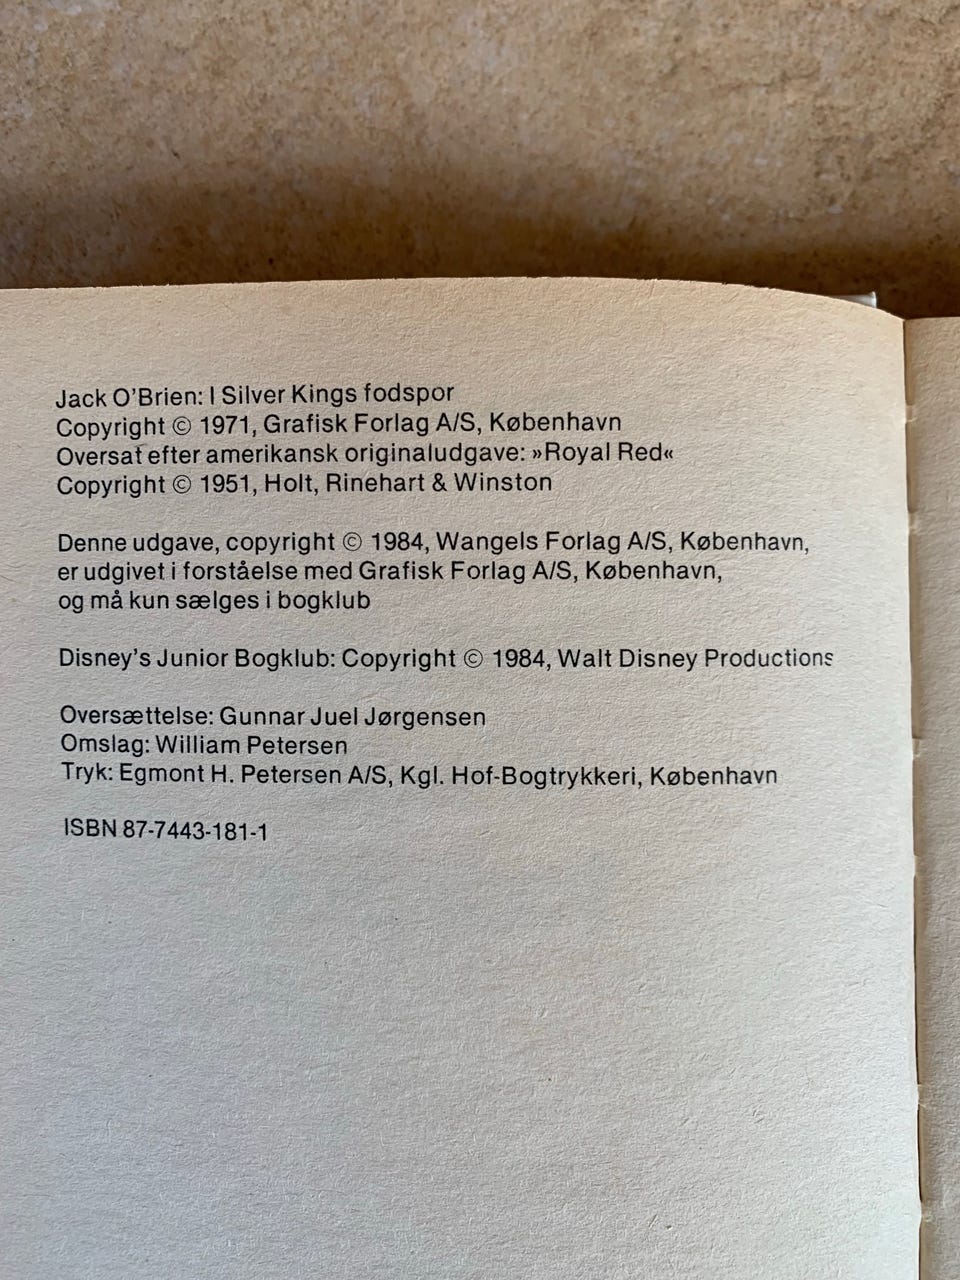 Jack O'Brien: I Silver Kings fodspor
Copyright © 1971, Grafisk Forlag A/S, København
Oversat efter amerikansk originaludgave: »Royal Red«
Copyright © 1951, Holt, Rinehart & Winston
Denne udgave, copyright © 1984, Wangels Forlag A/S, København,
er udgivet i forståelse med Grafisk Forlag A/S, København,
og må kun sælges i bogklub
Disney's Junior Bogklub: Copyright © 1984, Walt Disney Productions
Oversættelse: Gunnar Juel Jørgensen
Omslag: William Petersen
Tryk: Egmont H. Petersen A/S, Kgl. Hof-Bogtrykkeri, København
ISBN 87-7443-181-1